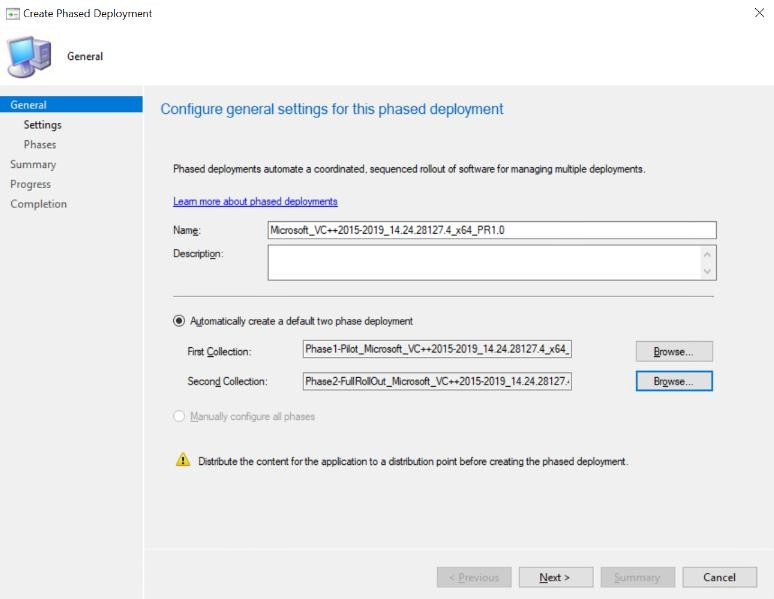 Create Phased Deployment
General
General
Settings
Phases
Summary
Progress
Completion
Configure general settings for this phased deployment
Phased deployments automate a coordinated, sequenced rollout of software for managing multiple deployments.
Learn more about phased deployments
Name: Microsoft_VC++2015-2019_14.24.28127.4_x64_PR1.0
Description:
Automatically create a default two phase deployment
First Collection: Phase1-Pilot_Microsoft_VC++2015-2019_14.24.28127.4_x64_ Browse...
Second Collection: Phase2-FullRollOut_Microsoft_VC++2015-2019_14.24.28127. Browse...
Manually configure all phases
Distribute the content for the application to a distribution point before creating the phased deployment.
< Previous Next > Summary Cancel